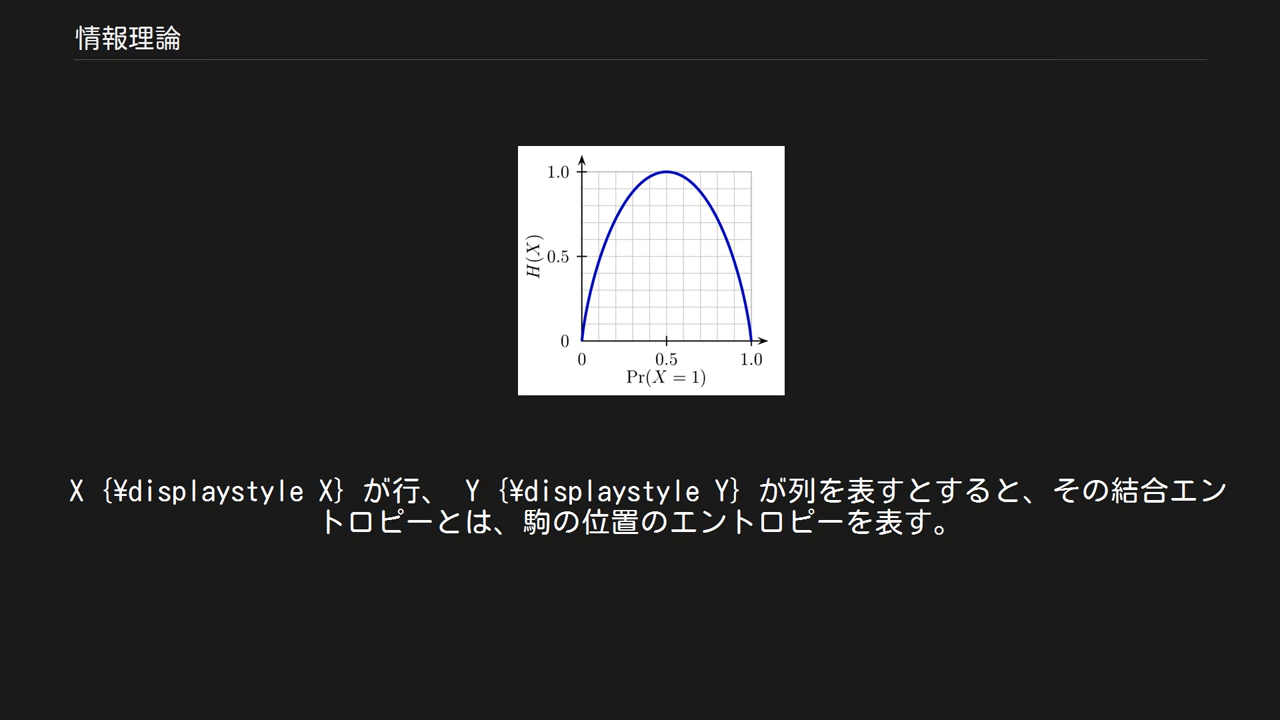 情報理論
1.0
H(X)
0.5
0
0 0.5 1.0
Pr(X = 1)
X {¥displaystyle X} が行、 Y {¥displaystyle Y} が列を表すとすると、その結合エン
トロピーとは、駒の位置のエントロピーを表す。